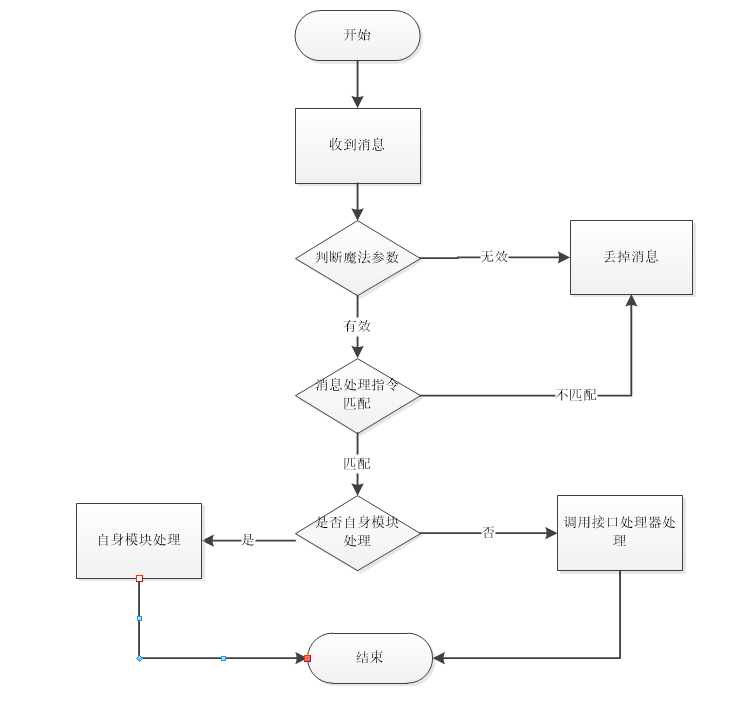 开始
收到消息
判断魔法参数
无效
丢掉消息
有效
消息处理指令
匹配
不匹配
匹配
是否自身模块
处理
是
自身模块处理
否
调用接口处理器处
理
结束